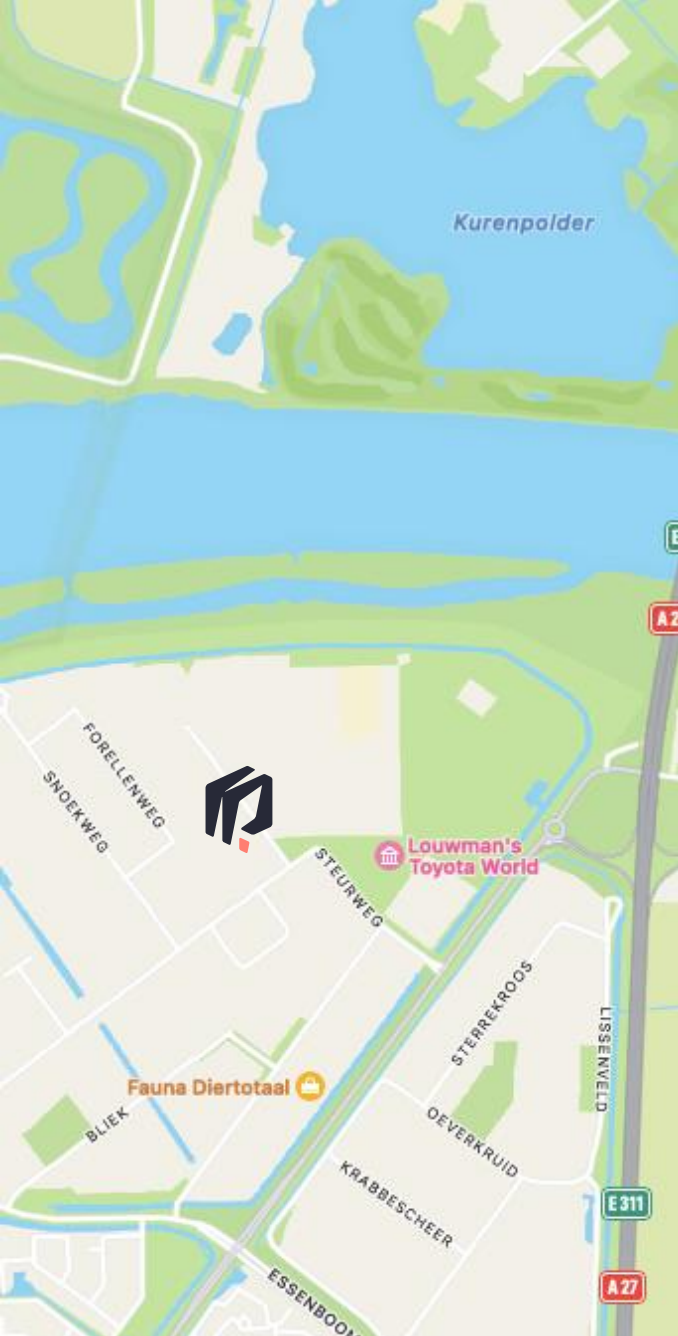 Kurenpolder
E
A2
FORELLENWEG
SNOEKWEG
Louwman's
Toyota World
STEURWEG
STERREKROOS
LISSENVELD
Fauna Diertotaal
BLIEK
OEVERKRUID
KRABBESCHEER
E311
A27
ESSENBOOM